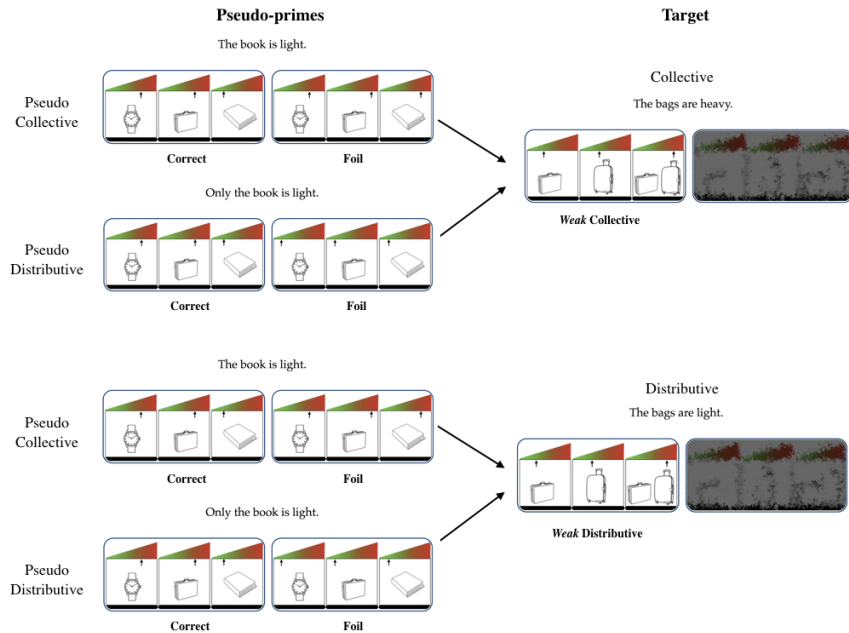 Pseudo-primes
Target
The book is light.
Collective
The bags are heavy.
Pseudo
Collective
Correct
Foil
Only the book is light.
Weak Collective
Pseudo
Distributive
Correct
Foil
The book is light.
Distributive
The bags are light.
Pseudo
Collective
Correct
Foil
Only the book is light.
Weak Distributive
Pseudo
Distributive
Correct
Foil